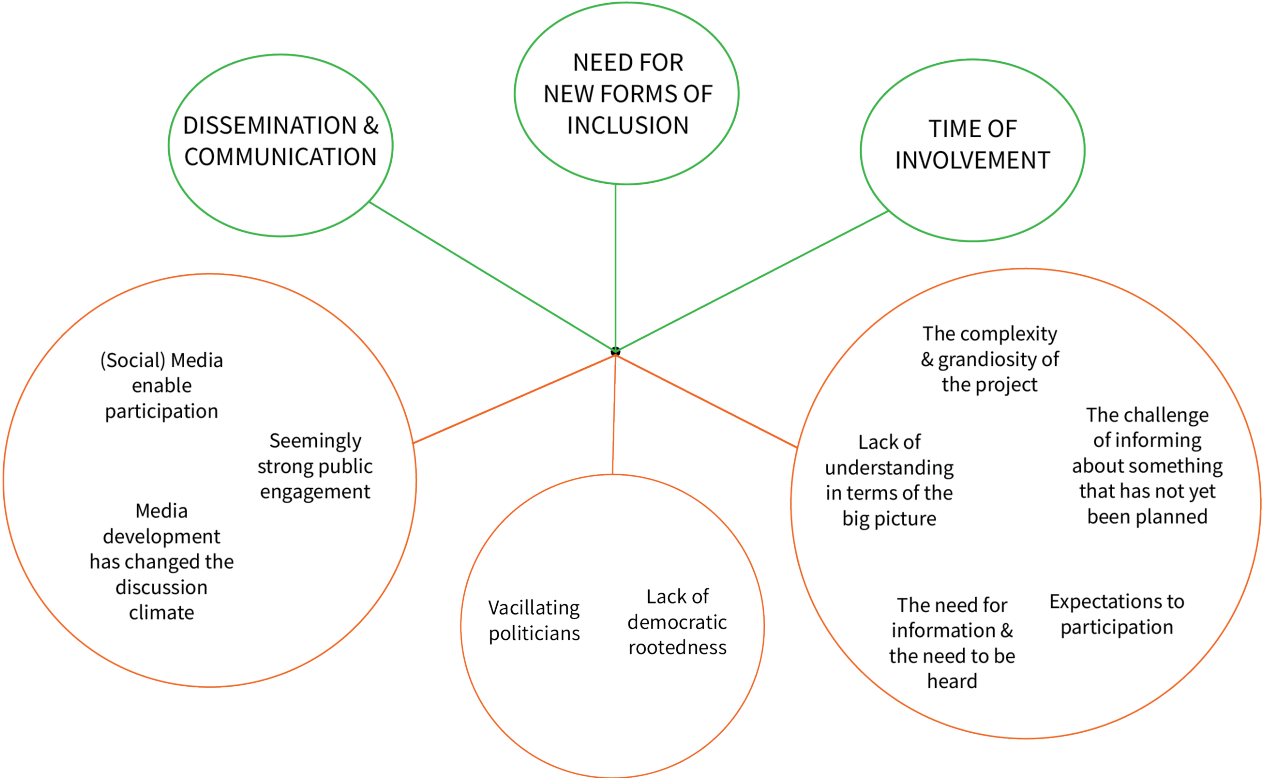 DISSEMINATION &
COMMUNICATION
NEED FOR
NEW FORMS OF
INCLUSION
TIME OF
INVOLVEMENT
(Social) Media
enable
participation
Seemingly
strong public
engagement
Media
development
has changed the
discussion
climate
Vacillating
politicians
Lack of
democratic
rootedness
The complexity
& grandiosity of
the project
Lack of
understanding
in terms of the
big picture
The challenge
of informing
about something
that has not yet
been planned
The need for
information &
the need to be
heard
Expectations to
participation